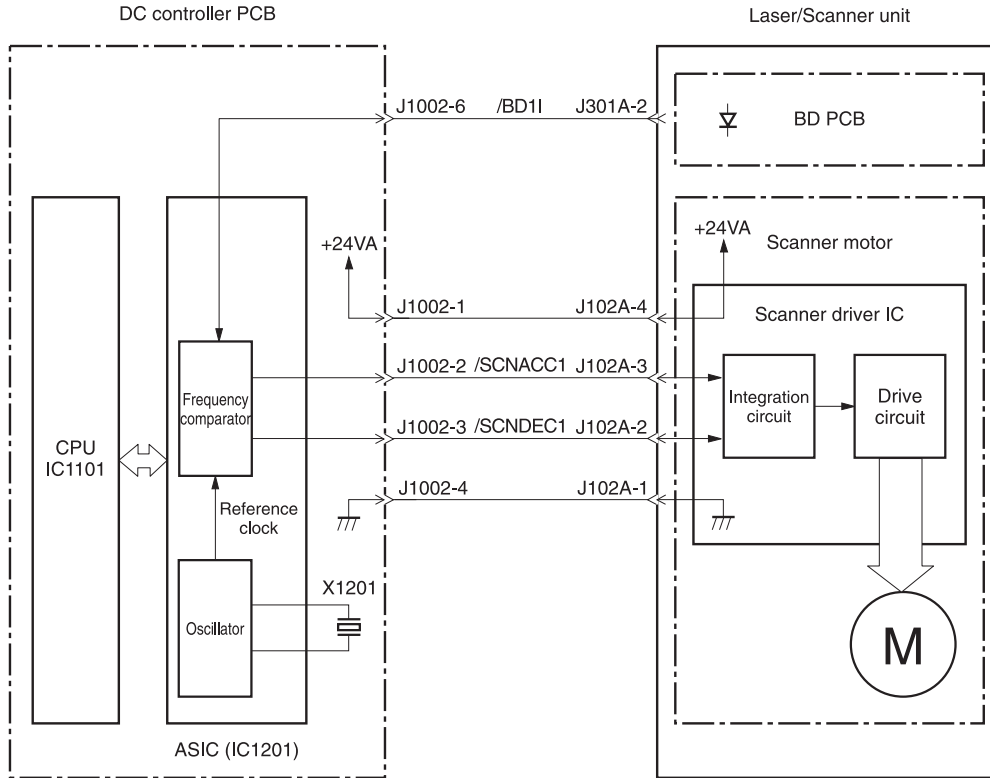 DC controller PCB
Laser/Scanner unit
J1002-6 /BD1I J301A-2
BD PCB
+24VA
+24VA
Scanner motor
J1002-1 J102A-4
Scanner driver IC
J1002-2 /SCNACC1 J102A-3
Frequency
comparator
Integration
circuit
Drive
circuit
J1002-3 /SCNDEC1 J102A-2
CPU
IC1101
J1002-4 J102A-1
Reference
clock
X1201
Oscillator
M
ASIC (IC1201)